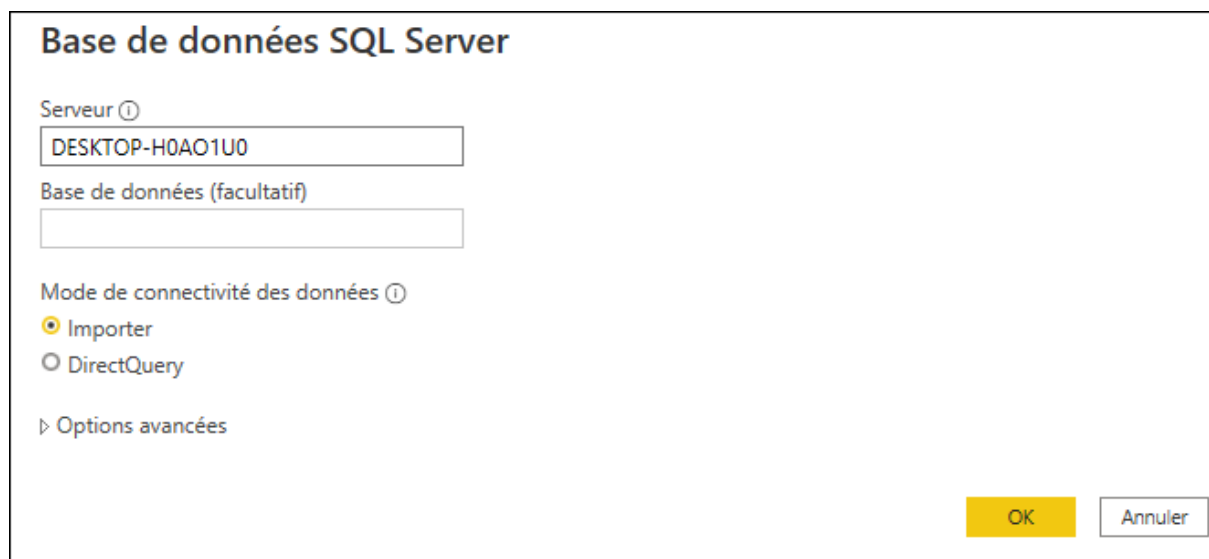 Base de données SQL Server
Serveur ⓘ
DESKTOP-H0AO1U0
Base de données (facultatif)
Mode de connectivité des données ⓘ
Importer
DirectQuery
Options avancées
OK Annuler